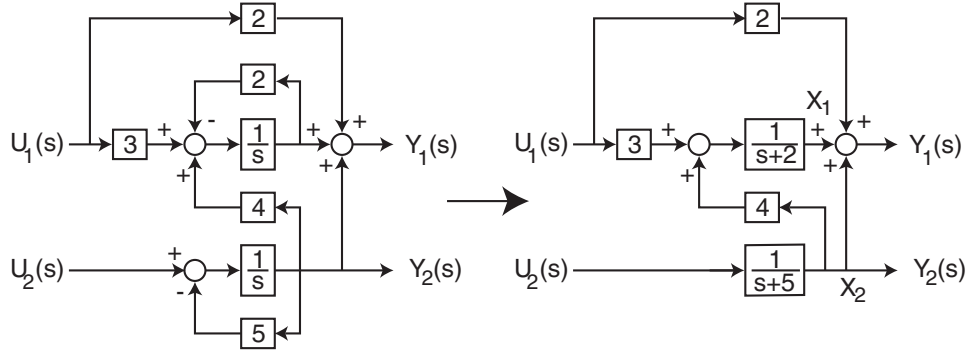 2
2
-
U1(s)
3
+
+
1
s
+
+
+
Y1(s)
4
U2(s)
+
-
1
s
Y2(s)
5
2
X1
U1(s)
3
+
+
1
s+2
+
+
+
Y1(s)
4
U2(s)
1
s+5
X2
Y2(s)